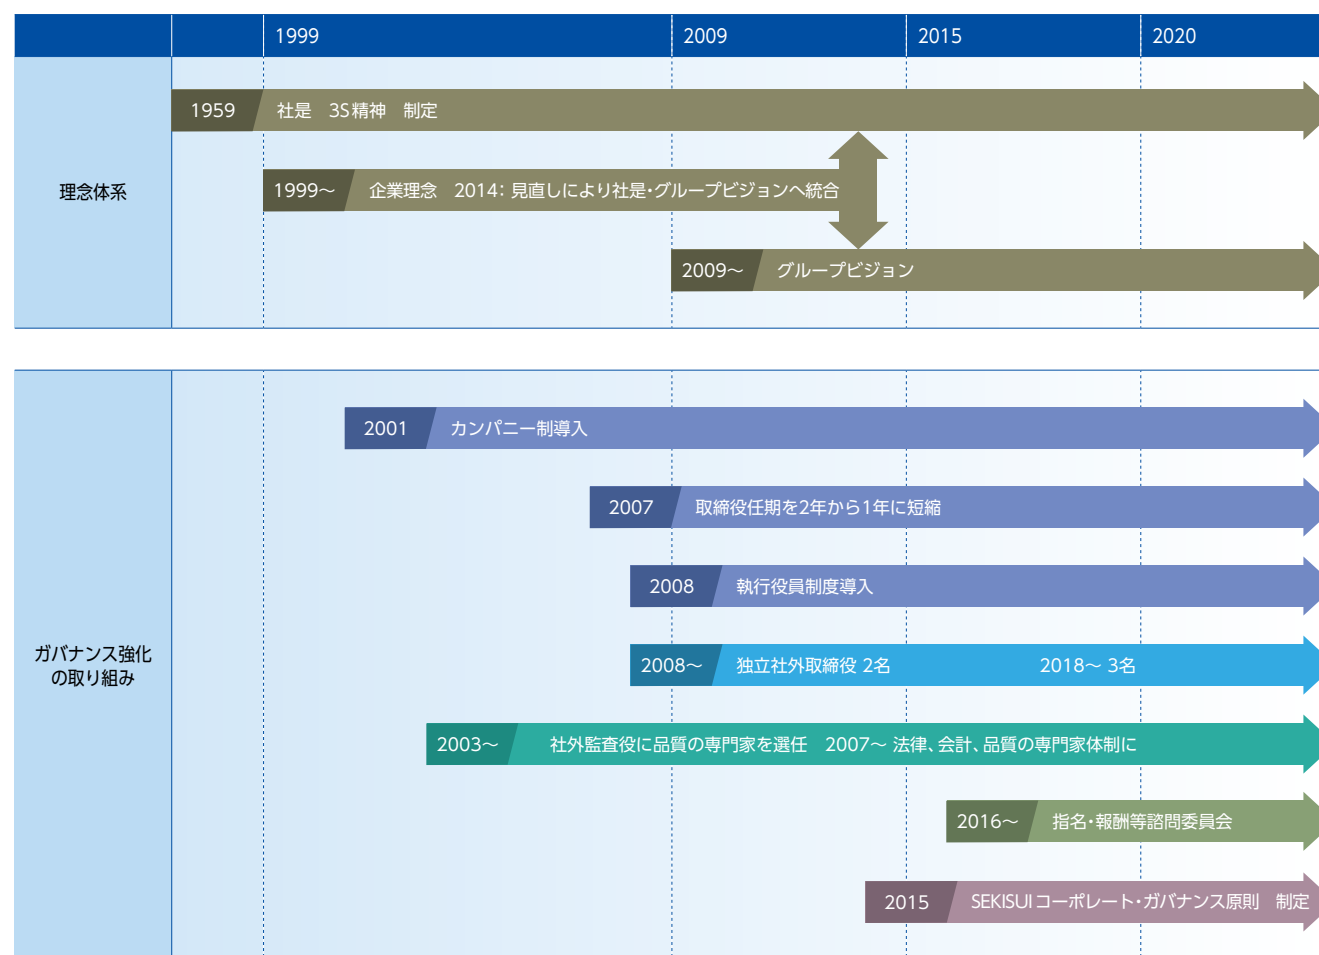 1999 2009 2015 2020
理念体系
1959 社是 3S精神 制定
1999～ 企業理念 2014：見直しにより社是・グループビジョンへ統合
2009～ グループビジョン
ガバナンス強化
の取り組み
2001 カンパニー制導入
2007 取締役任期を2年から1年に短縮
2008 執行役員制度導入
2008～ 独立社外取締役 2名 2018～ 3名
2003～ 社外監査役に品質の専門家を選任 2007～ 法律、会計、品質の専門家体制に
2016～ 指名・報酬等諮問委員会
2015 SEKISUIコーポレート・ガバナンス原則 制定